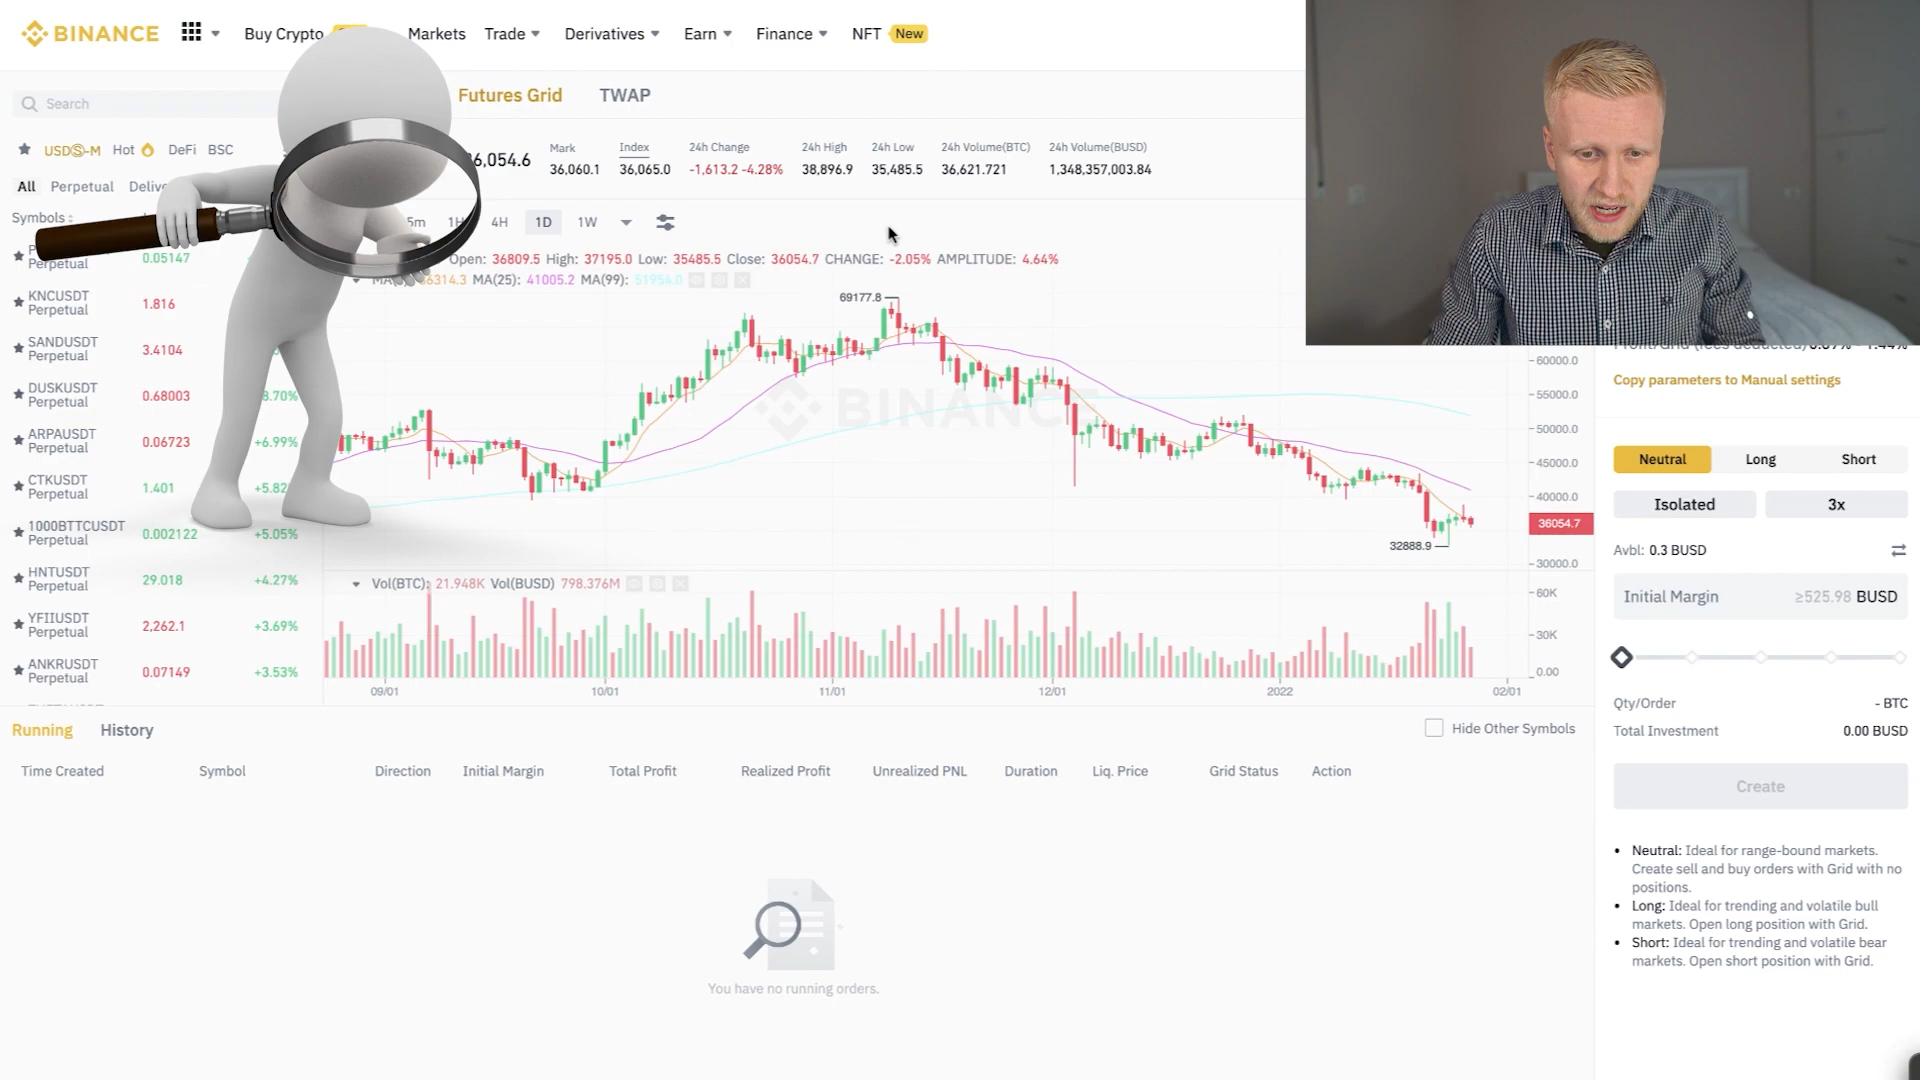 BINANCE
Buy Crypto
Markets
Trade
Derivatives
Earn
Finance
NFT
New
Search
Futures Grid
TWAP
USDⓈ-M
Hot
DeFi
BSC
6,054.6
Mark
36,060.1
Index
36,065.0
24h Change
-1,613.2 -4.28%
24h High
38,896.9
24h Low
35,485.5
24h Volume(BTC)
36,621.721
24h Volume(BUSD)
1,348,357,003.84
All
Perpetual
Symbols
5m
4H
1D
1W
Open: 36809.5 High: 37195.0 Low: 35485.5 Close: 36054.7 CHANGE: -2.05% AMPLITUDE: 4.64%
MA(25): 41005.2 MA(99): 51954.0
Perpetual
0.05147
KNCUSDT
Perpetual
1.816
SANDUSDT
Perpetual
3.4104
DUSKUSDT
Perpetual
0.68003
8.70%
ARPAUSDT
Perpetual
0.06723
+6.99%
CTKUSDT
Perpetual
1.401
1000BTTCUSDT
Perpetual
0.002122
+5.05%
HNTUSDT
Perpetual
29.018
+4.27%
YFIIUSDT
Perpetual
2,262.1
+3.69%
ANKRUSDT
Perpetual
0.07149
+3.53%
69177.8
BINANCE
32888.9
60000.0
55000.0
50000.0
45000.0
40000.0
36054.7
30000.0
Vol(BTC): 21.948K Vol(BUSD) 798.376M
60K
30K
0.00
09/01
10/01
11/01
12/01
2022
02/01
Copy parameters to Manual settings
Neutral
Long
Short
Isolated
3x
Avbl: 0.3 BUSD
Initial Margin
≥525.98 BUSD
Qty/Order
- BTC
Total Investment
0.00 BUSD
Create
• Neutral: Ideal for range-bound markets.
Create sell and buy orders with Grid with no
positions.
• Long: Ideal for trending and volatile bull
markets. Open long position with Grid.
• Short: Ideal for trending and volatile bear
markets. Open short position with Grid.
Running
History
Hide Other Symbols
Time Created
Symbol
Direction
Initial Margin
Total Profit
Realized Profit
Unrealized PNL
Duration
Liq. Price
Grid Status
Action
You have no running orders.